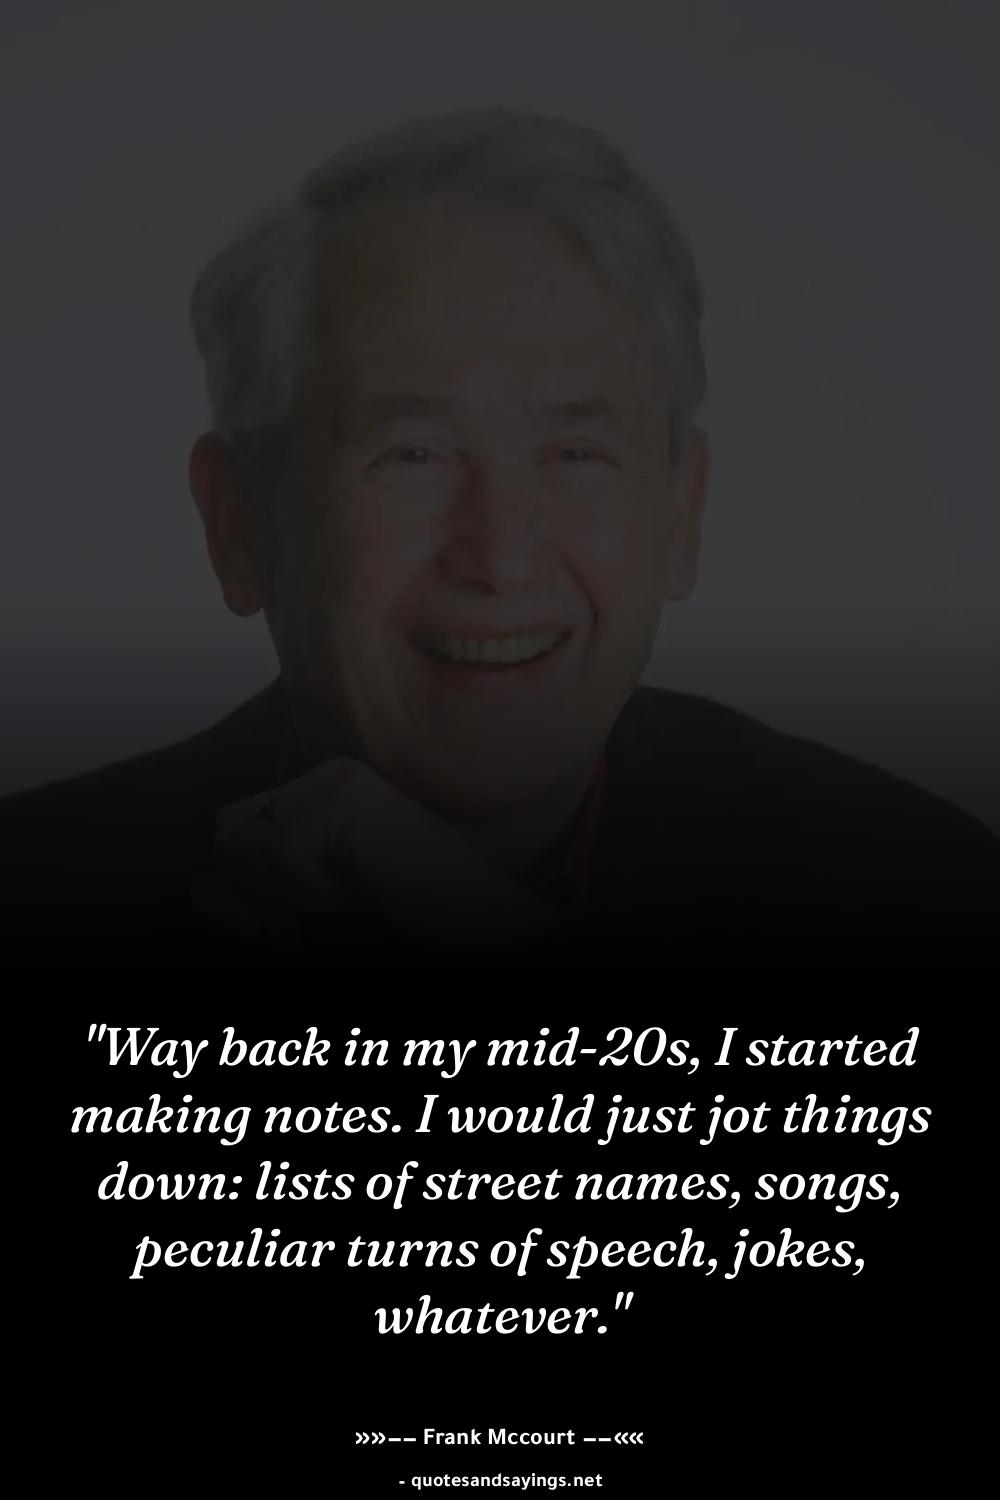 "Way back in my mid-20s, I started
making notes. I would just jot things
down: lists of street names, songs,
peculiar turns of speech, jokes,
whatever."
»»−− Frank Mccourt −−««
- quotesandsayings.net